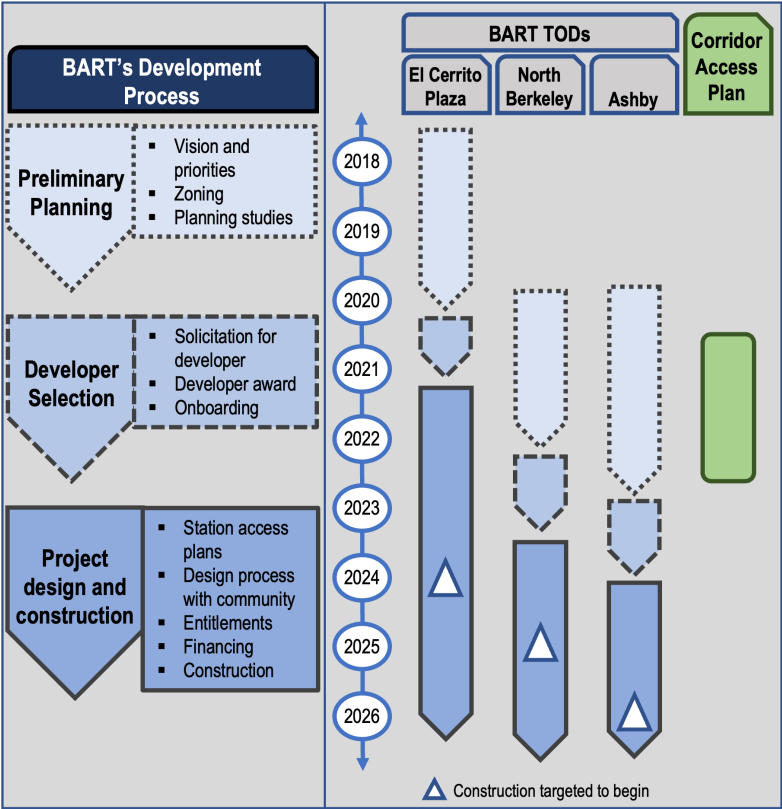 BART’s Development
Process
Preliminary
Planning
▪ Vision and
priorities
▪ Zoning
▪ Planning studies
Developer
Selection
▪ Solicitation for
developer
▪ Developer award
▪ Onboarding
Project
design and
construction
▪ Station access
plans
▪ Design process
with community
▪ Entitlements
▪ Financing
▪ Construction
BART TODs
El Cerrito
Plaza
North
Berkeley
Ashby
Corridor
Access
Plan
2018
2019
2020
2021
2022
2023
2024
2025
2026
Construction targeted to begin